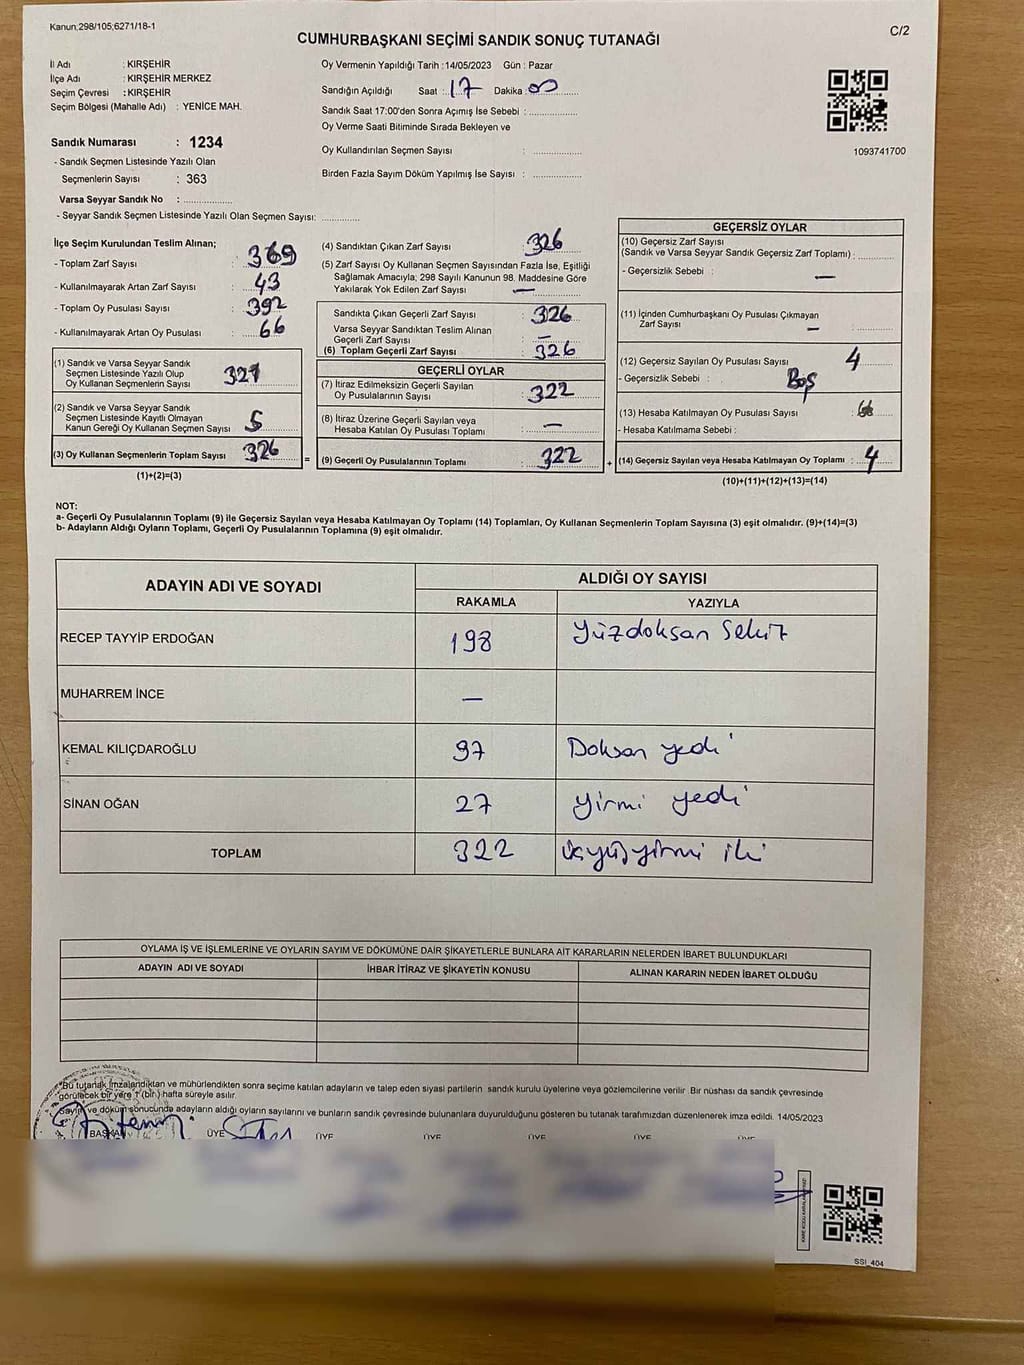 Kanun;298/105;6271/18-1
C/2
CUMHURBAŞKANI SEÇİMİ SANDIK SONUÇ TUTANAĞI
İl Adı : KIRŞEHİR
İlçe Adı : KIRŞEHİR MERKEZ
Seçim Çevresi : KIRŞEHİR
Seçim Bölgesi (Mahalle Adı) : YENİCE MAH.
Sandık Numarası : 1234
- Sandık Seçmen Listesinde Yazılı Olan
Seçmenlerin Sayısı : 363
Varsa Seyyar Sandık No : ................
- Seyyar Sandık Seçmen Listesinde Yazılı Olan Seçmen Sayısı: ............
Oy Vermenin Yapıldığı Tarih :14/05/2023 Gün : Pazar
Sandığın Açıldığı Saat : 17 Dakika : 00
Sandık Saat 17:00'den Sonra Açımış İse Sebebi : ................
Oy Verme Saati Bitiminde Sırada Bekleyen ve
Oy Kullandırılan Seçmen Sayısı : ................
Birden Fazla Sayım Döküm Yapılmış İse Sayısı : ................
1093741700
İlçe Seçim Kurulundan Teslim Alınan;
- Toplam Zarf Sayısı : 369
- Kullanılmayarak Artan Zarf Sayısı : 43
- Toplam Oy Pusulası Sayısı : 392
- Kullanılmayarak Artan Oy Pusulası : 66
(1) Sandık ve Varsa Seyyar Sandık
Seçmen Listesinde Yazılı Olup
Oy Kullanan Seçmenlerin Sayısı 321
(2) Sandık ve Varsa Seyyar Sandık
Seçmen Listesinde Kayıtlı Olmayan
Kanun Gereği Oy Kullanan Seçmen Sayısı 5
(3) Oy Kullanan Seçmenlerin Toplam Sayısı 326 =
(1)+(2)=(3)
(4) Sandıktan Çıkan Zarf Sayısı : 326
(5) Zarf Sayısı Oy Kullanan Seçmen Sayısından Fazla İse, Eşitliği
Sağlamak Amacıyla; 298 Sayılı Kanunun 98. Maddesine Göre
Yakılarak Yok Edilen Zarf Sayısı : —
Sandıkta Çıkan Geçerli Zarf Sayısı : 326
Varsa Seyyar Sandıktan Teslim Alınan
Geçerli Zarf Sayısı : —
(6) Toplam Geçerli Zarf Sayısı : 326
GEÇERLİ OYLAR
(7) İtiraz Edilmeksizin Geçerli Sayılan
Oy Pusulalarının Sayısı : 322
(8) İtiraz Üzerine Geçerli Sayılan veya
Hesaba Katılan Oy Pusulası Toplamı : —
(9) Geçerli Oy Pusulalarının Toplamı : 322 +
GEÇERSİZ OYLAR
(10) Geçersiz Zarf Sayısı
(Sandık ve Varsa Seyyar Sandık Geçersiz Zarf Toplamı) : ............
- Geçersizlik Sebebi : —
(11) İçinden Cumhurbaşkanı Oy Pusulası Çıkmayan
Zarf Sayısı — : ............
(12) Geçersiz Sayılan Oy Pusulası Sayısı : 4
- Geçersizlik Sebebi : Boş
(13) Hesaba Katılmayan Oy Pusulası Sayısı :
- Hesaba Katılmama Sebebi :
(14) Geçersiz Sayılan veya Hesaba Katılmayan Oy Toplamı : 4
(10)+(11)+(12)+(13)=(14)
NOT:
a- Geçerli Oy Pusulalarının Toplamı (9) ile Geçersiz Sayılan veya Hesaba Katılmayan Oy Toplamı (14) Toplamları, Oy Kullanan Seçmenlerin Toplam Sayısına (3) eşit olmalıdır. (9)+(14)=(3)
b- Adayların Aldığı Oyların Toplamı, Geçerli Oy Pusulalarının Toplamına (9) eşit olmalıdır.
ADAYIN ADI VE SOYADI
ALDIĞI OY SAYISI
RAKAMLA YAZIYLA
RECEP TAYYİP ERDOĞAN 198 Yüzdoksan Sekiz
MUHARREM İNCE —
KEMAL KILIÇDAROĞLU 97 Doksan yedi
SİNAN OĞAN 27 yirmi yedi
TOPLAM 322 üçyüzyirmi iki
OYLAMA İŞ VE İŞLEMLERİNE VE OYLARIN SAYIM VE DÖKÜMÜNE DAİR ŞİKAYETLERLE BUNLARA AİT KARARLARIN NELERDEN İBARET BULUNDUKLARI
ADAYIN ADI VE SOYADI İHBAR İTİRAZ VE ŞİKAYETİN KONUSU ALINAN KARARIN NEDEN İBARET OLDUĞU
Bu tutanak imzalandıktan ve mühürlendikten sonra seçime katılan adayların ve talep eden siyasi partilerin sandık kurulu üyelerine veya gözlemcilerine verilir. Bir nüshası da sandık çevresinde
görülecek bir yere 1 (bir) hafta süreyle asılır.
Sayım ve döküm sonucunda adayların aldığı oyların sayılarını ve bunların sandık çevresinde bulunanlara duyurulduğunu gösteren bu tutanak tarafımızdan düzenlenerek imza edildi. 14/05/2023
BAŞKAN ÜYE ÜYE ÜYE ÜYE ÜYE ÜYE
SSI_404